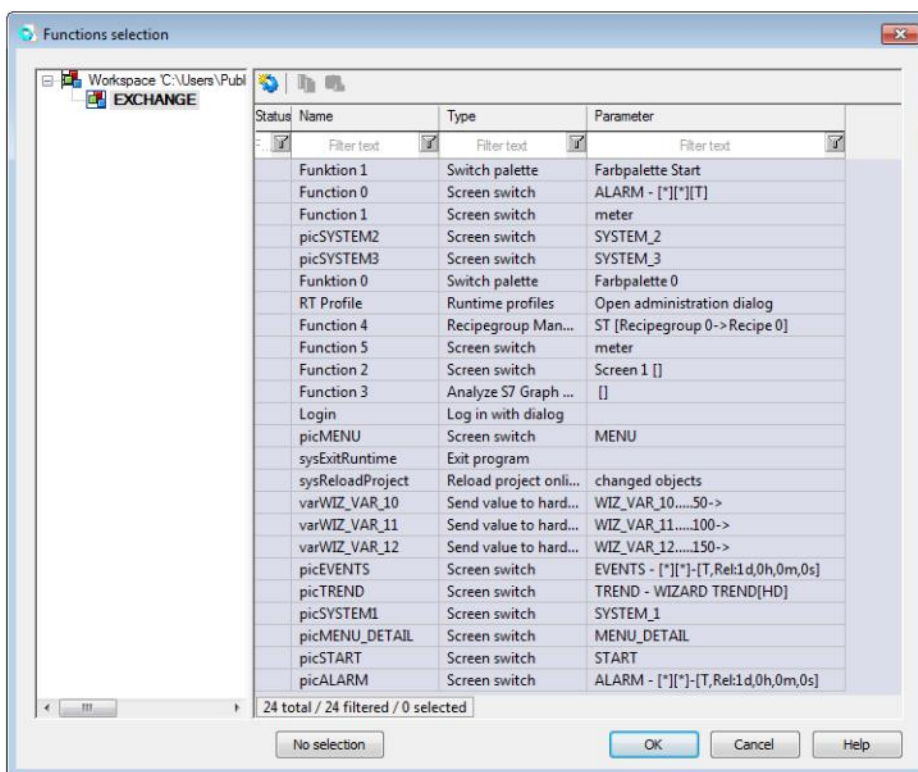 Functions selection
Workspace 'C:\Users\Publ
EXCHANGE
Status Name Type Parameter
F... Filter text Filter text Filter text
Funktion 1 Switch palette Farbpalette Start
Function 0 Screen switch ALARM - [*][*][T]
Function 1 Screen switch meter
picSYSTEM2 Screen switch SYSTEM_2
picSYSTEM3 Screen switch SYSTEM_3
Funktion 0 Switch palette Farbpalette 0
RT Profile Runtime profiles Open administration dialog
Function 4 Recipegroup Man... ST [Recipegroup 0->Recipe 0]
Function 5 Screen switch meter
Function 2 Screen switch Screen 1 []
Function 3 Analyze S7 Graph ... []
Login Log in with dialog
picMENU Screen switch MENU
sysExitRuntime Exit program
sysReloadProject Reload project onli... changed objects
varWIZ_VAR_10 Send value to hard... WIZ_VAR_10.....50->
varWIZ_VAR_11 Send value to hard... WIZ_VAR_11.....100->
varWIZ_VAR_12 Send value to hard... WIZ_VAR_12.....150->
picEVENTS Screen switch EVENTS - [*][*]-[T,Rel:1d,0h,0m,0s]
picTREND Screen switch TREND - WIZARD TREND[HD]
picSYSTEM1 Screen switch SYSTEM_1
picMENU_DETAIL Screen switch MENU_DETAIL
picSTART Screen switch START
picALARM Screen switch ALARM - [*][*]-[T,Rel:1d,0h,0m,0s]
24 total / 24 filtered / 0 selected
No selection OK Cancel Help